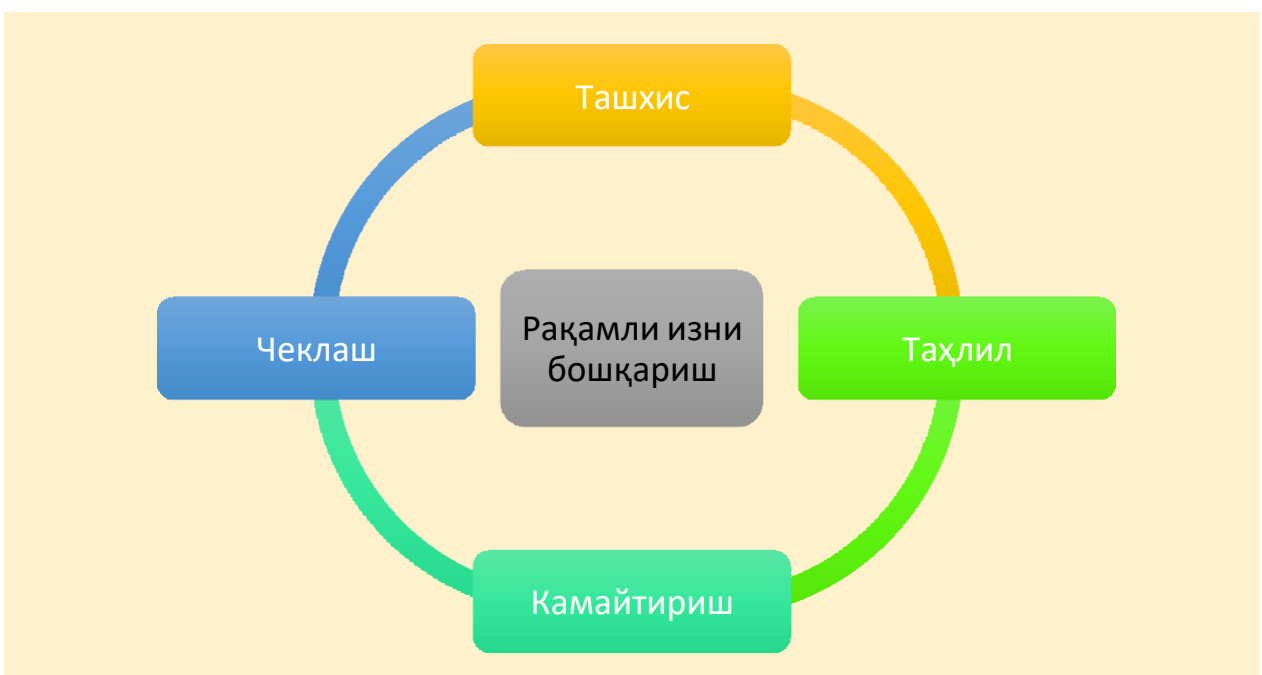 Ташхис
Чеклаш
Рақамли изни
бошқариш
Таҳлил
Камайтириш